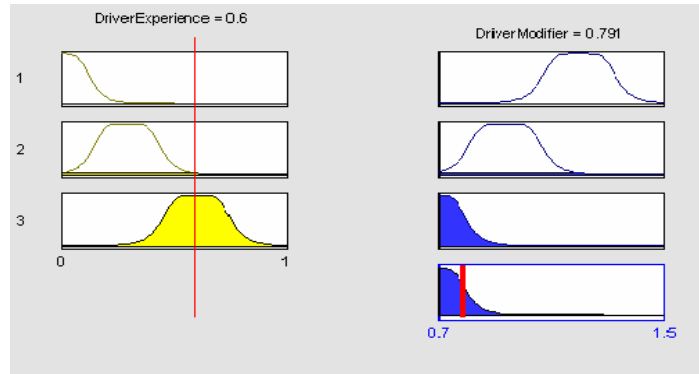 DriverExperience = 0.6
DriverModifier = 0.791
1
2
3
0 1
0.7 1.5